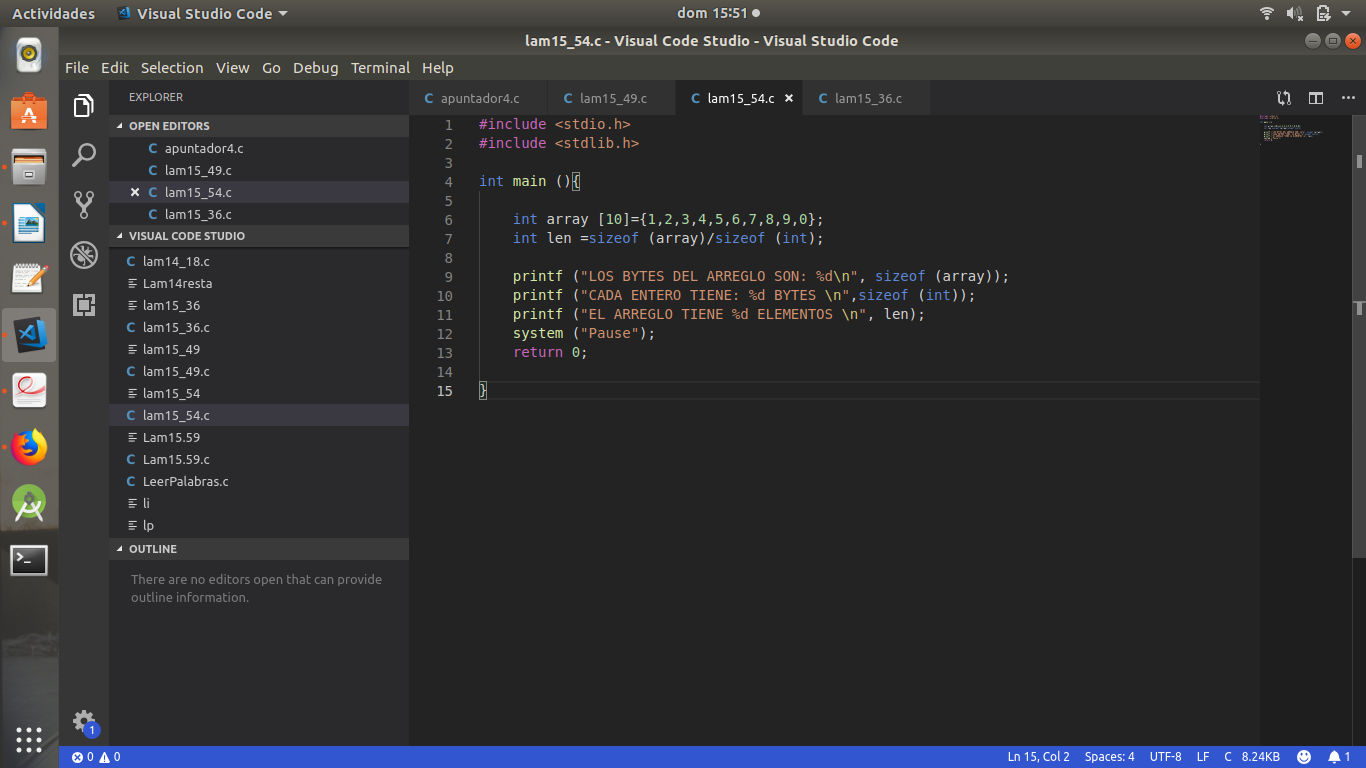 Actividades Visual Studio Code dom 15:51
lam15_54.c - Visual Code Studio - Visual Studio Code
File Edit Selection View Go Debug Terminal Help
EXPLORER
OPEN EDITORS
apuntador4.c
lam15_49.c
lam15_54.c
lam15_36.c
VISUAL CODE STUDIO
lam14_18.c
Lam14resta
lam15_36
lam15_36.c
lam15_49
lam15_49.c
lam15_54
lam15_54.c
Lam15.59
Lam15.59.c
LeerPalabras.c
li
lp
OUTLINE
There are no editors open that can provide
outline information.
1
C apuntador4.c C lam15_49.c C lam15_54.c C lam15_36.c
1 #include <stdio.h>
2 #include <stdlib.h>
3
4 int main (){
5
6 int array [10]={1,2,3,4,5,6,7,8,9,0};
7 int len =sizeof (array)/sizeof (int);
8
9 printf ("LOS BYTES DEL ARREGLO SON: %d\n", sizeof (array));
10 printf ("CADA ENTERO TIENE: %d BYTES \n",sizeof (int));
11 printf ("EL ARREGLO TIENE %d ELEMENTOS \n", len);
12 system ("Pause");
13 return 0;
14
15 }
0 0 Ln 15, Col 2 Spaces: 4 UTF-8 LF C 8.24KB 1